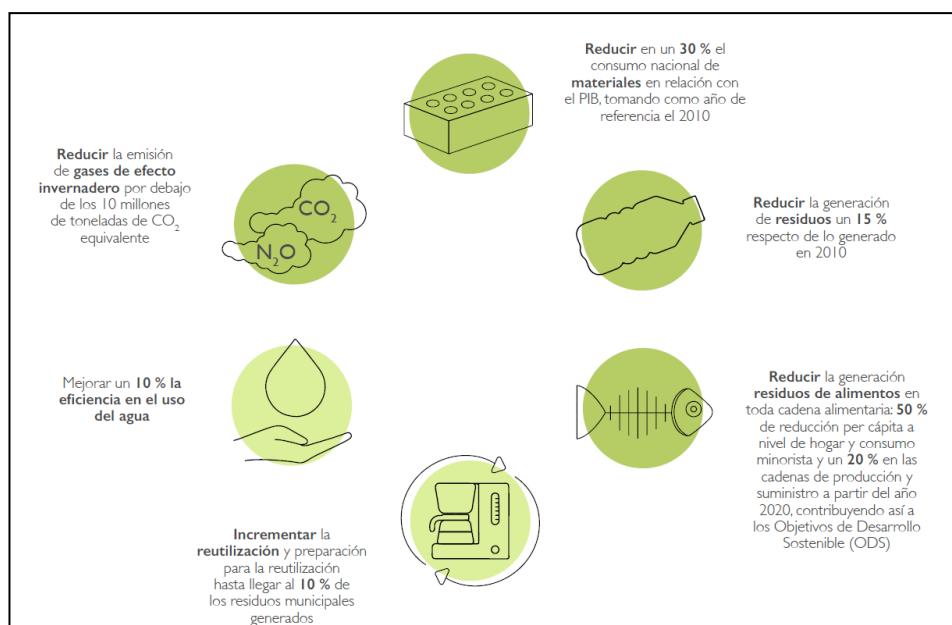 Reducir en un 30 % el
consumo nacional de
materiales en relación con
el PIB, tomando como año de
referencia el 2010
Reducir la emisión
de gases de efecto
invernadero por debajo
de los 10 millones
de toneladas de CO2
equivalente
CO2
N2O
Reducir la generación
de residuos un 15 %
respecto de lo generado
en 2010
Mejorar un 10 % la
eficiencia en el uso
del agua
Reducir la generación
residuos de alimentos en
toda cadena alimentaria: 50 %
de reducción per cápita a
nivel de hogar y consumo
minorista y un 20 % en las
cadenas de producción y
suministro a partir del año
2020, contribuyendo así a
los Objetivos de Desarrollo
Sostenible (ODS)
Incrementar la
reutilización y preparación
para la reutilización
hasta llegar al 10 % de
los residuos municipales
generados